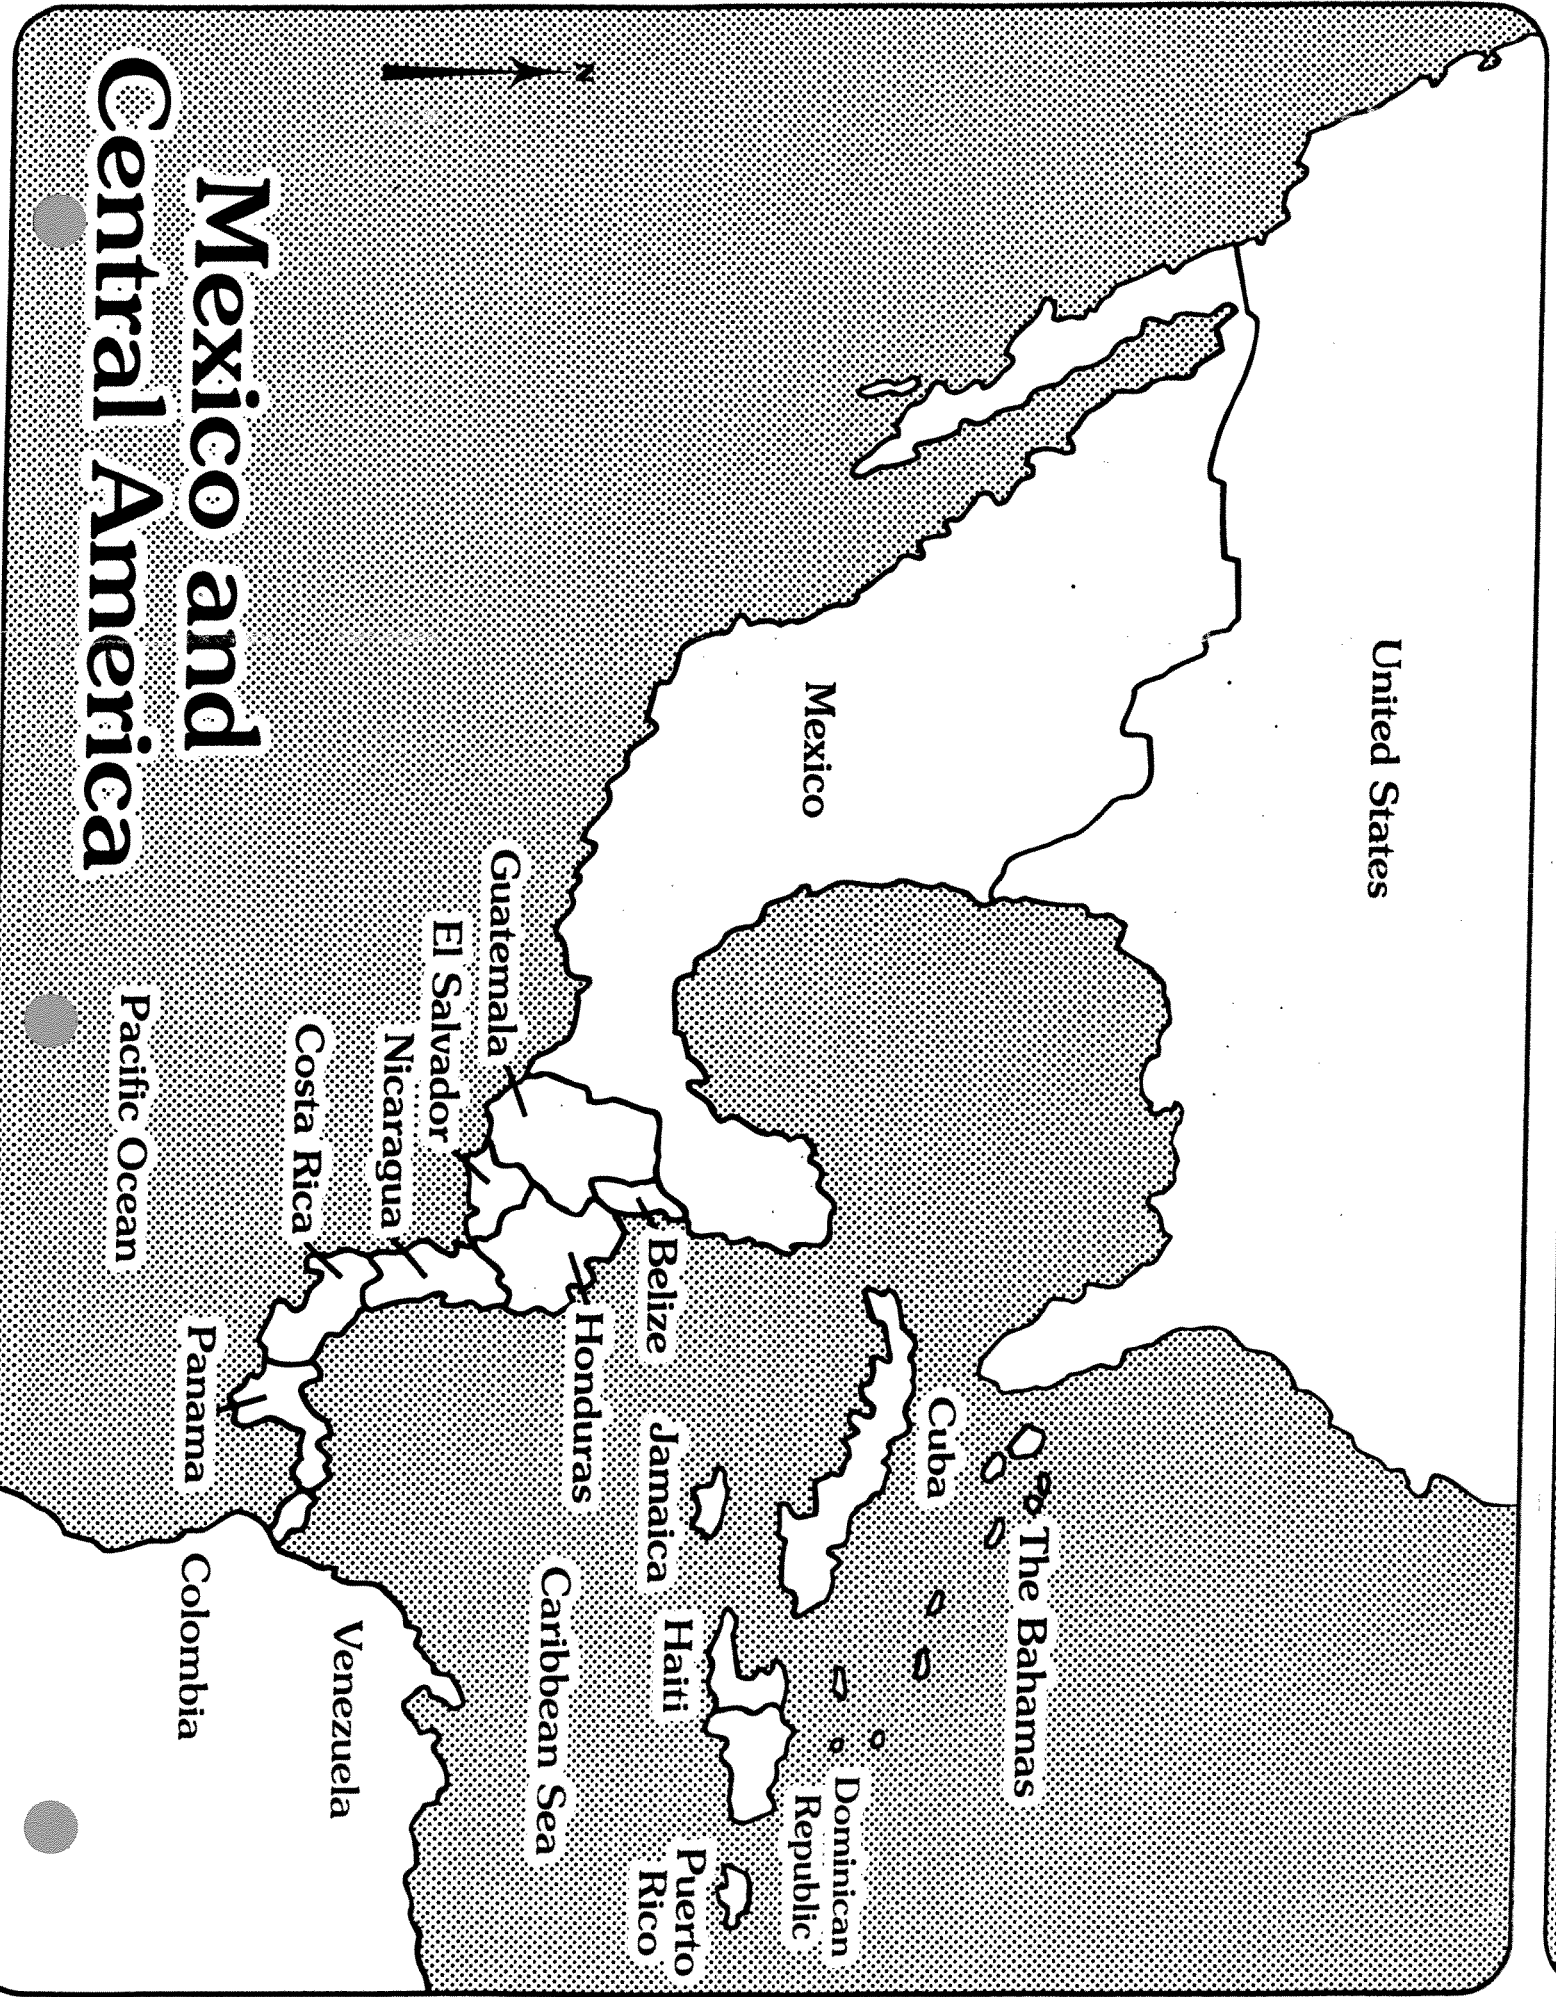 N
United States
Mexico
The Bahamas
Cuba
Dominican
Republic
Haiti
Puerto
Rico
Jamaica
Belize
Honduras
Caribbean Sea
Guatemala
El Salvador
Nicaragua
Costa Rica
Panama
Venezuela
Colombia
Pacific Ocean
Mexico and
Central America